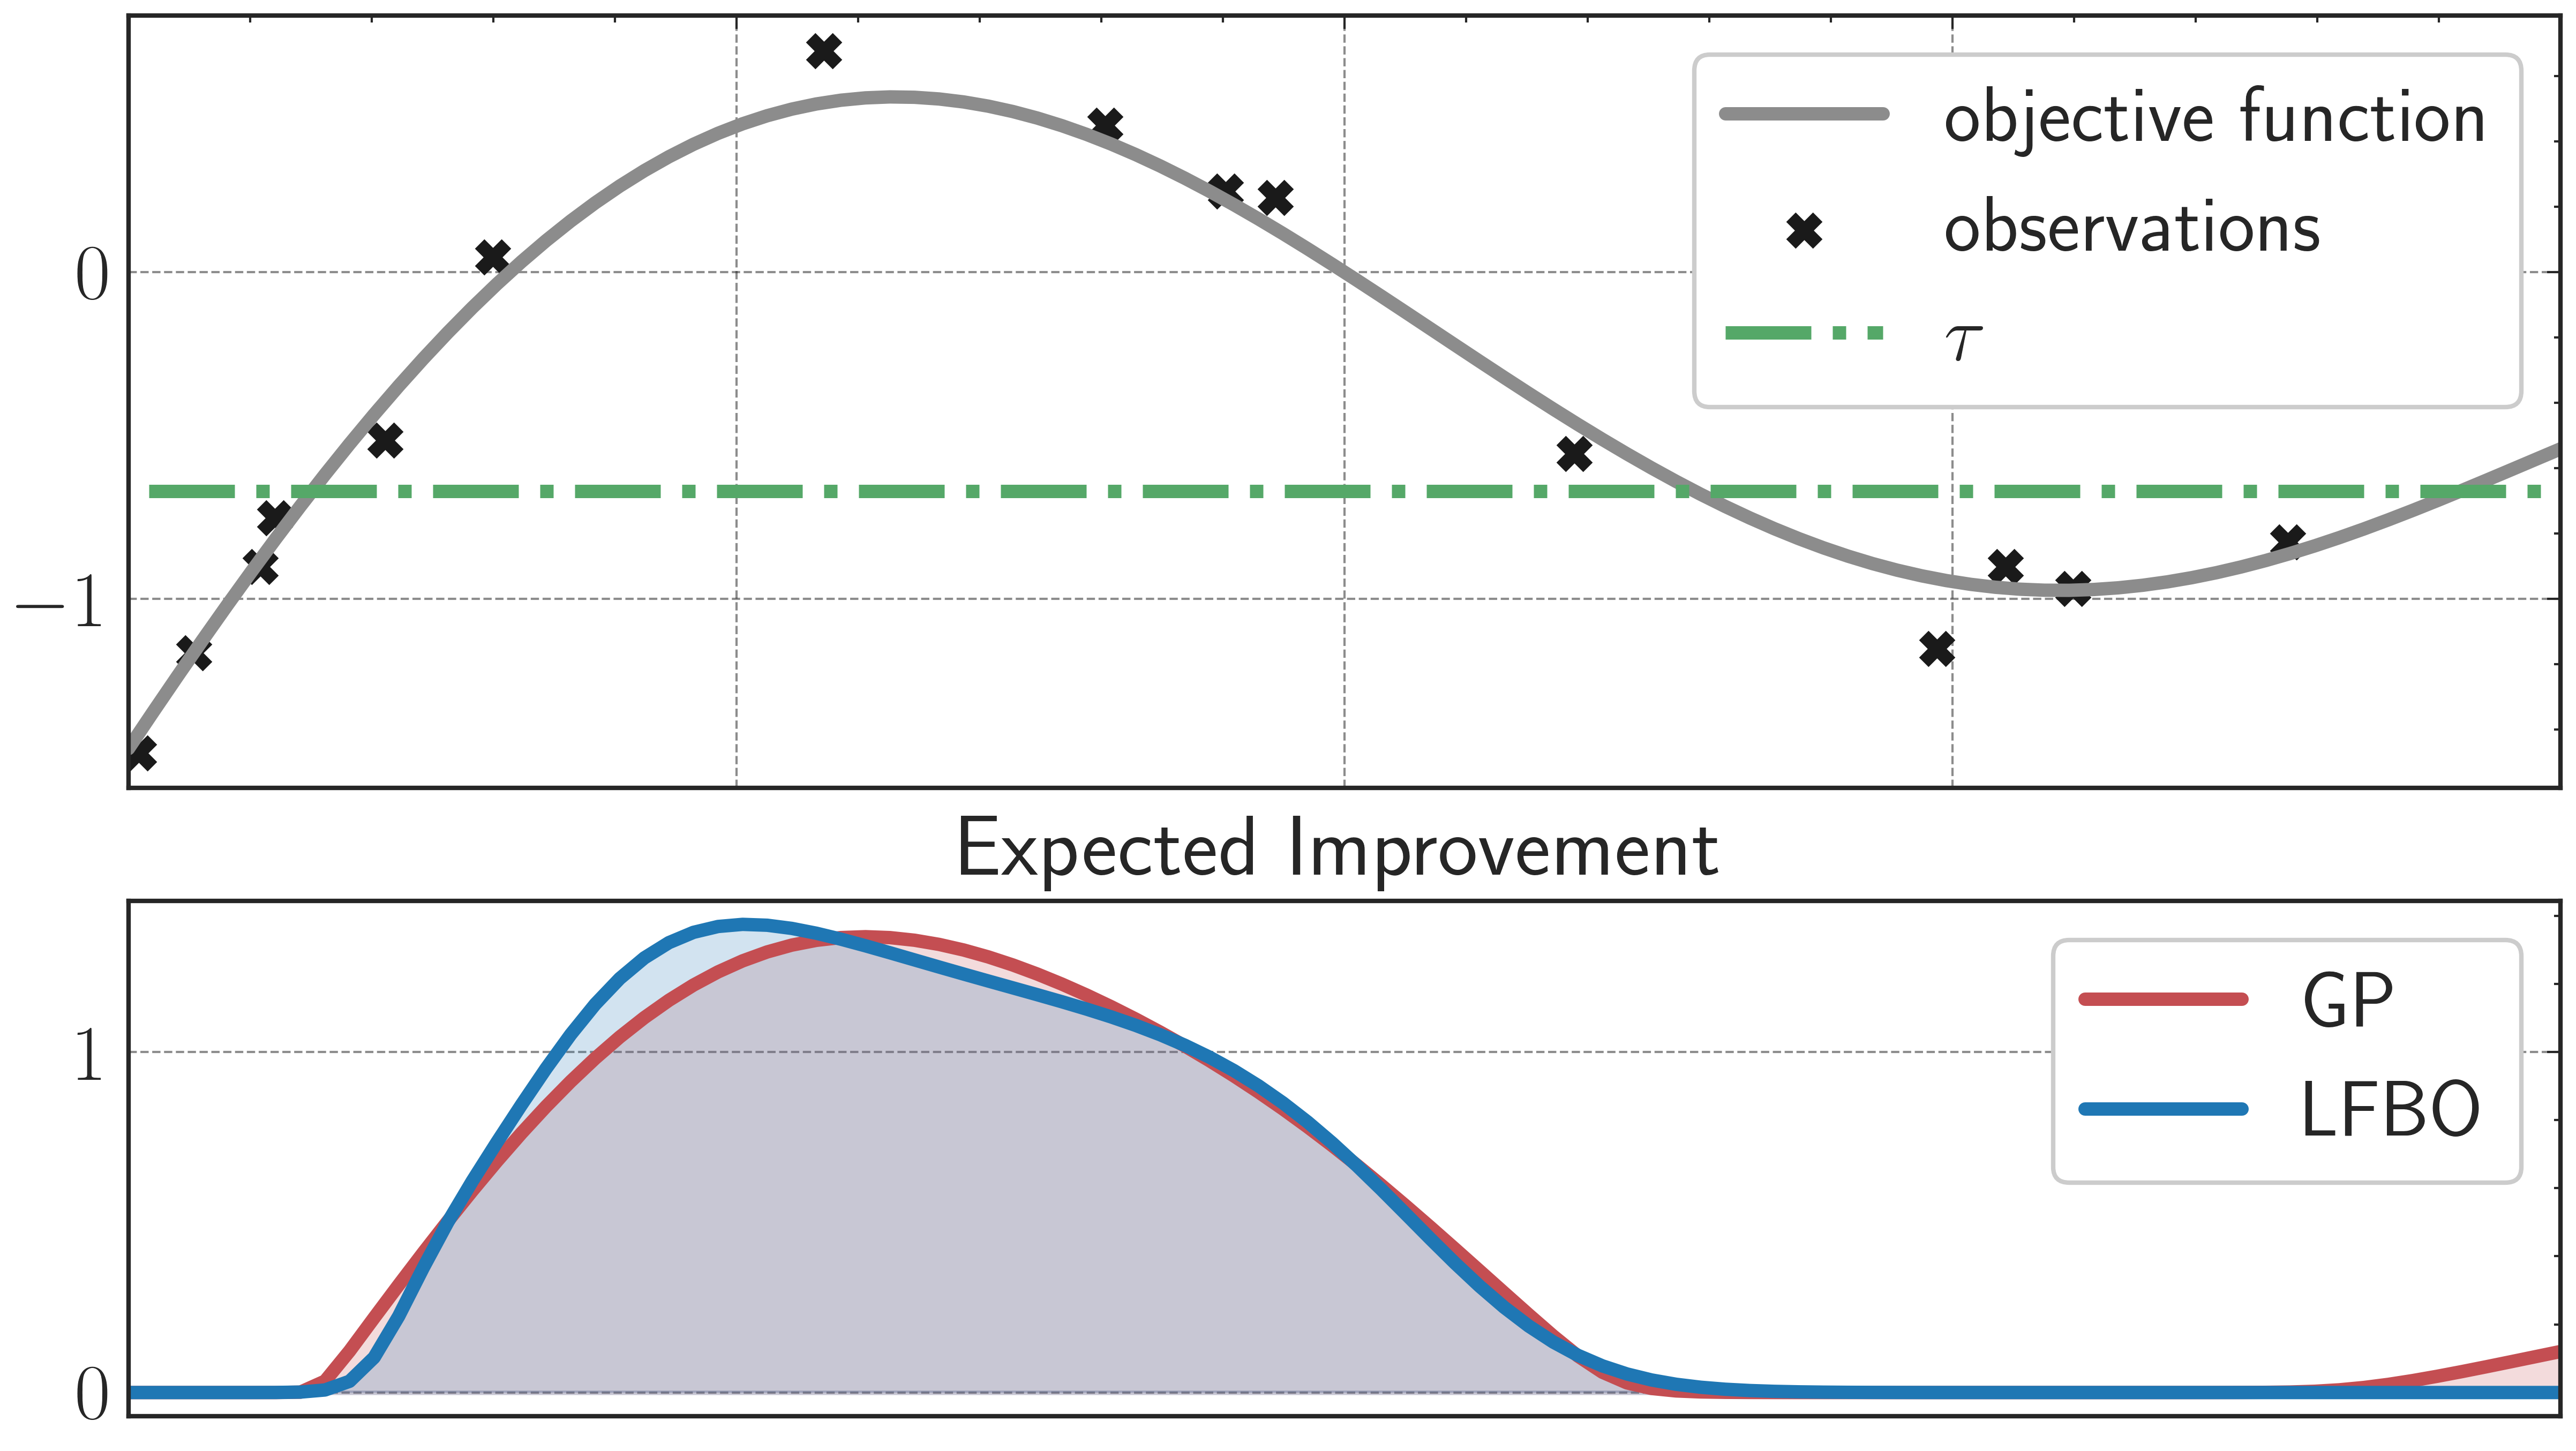 objective function
observations
τ
0
−1
Expected Improvement
GP
LFBO
1
0